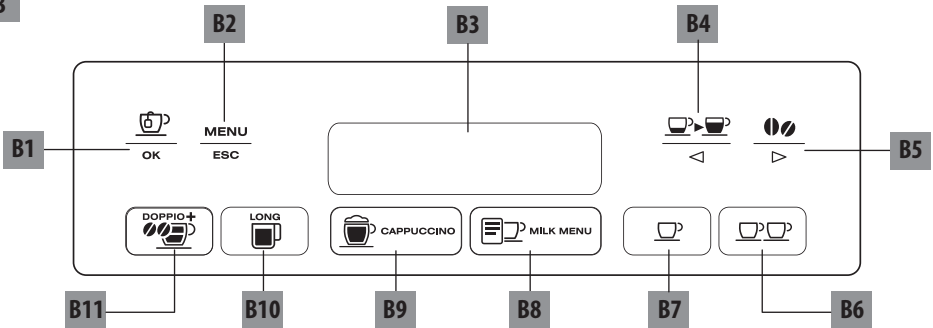 B2 B3 B4
MENU
B1 OK ESC B5
DOPPIO+ LONG
CAPPUCCINO MILK MENU
B11 B10 B9 B8 B7 B6